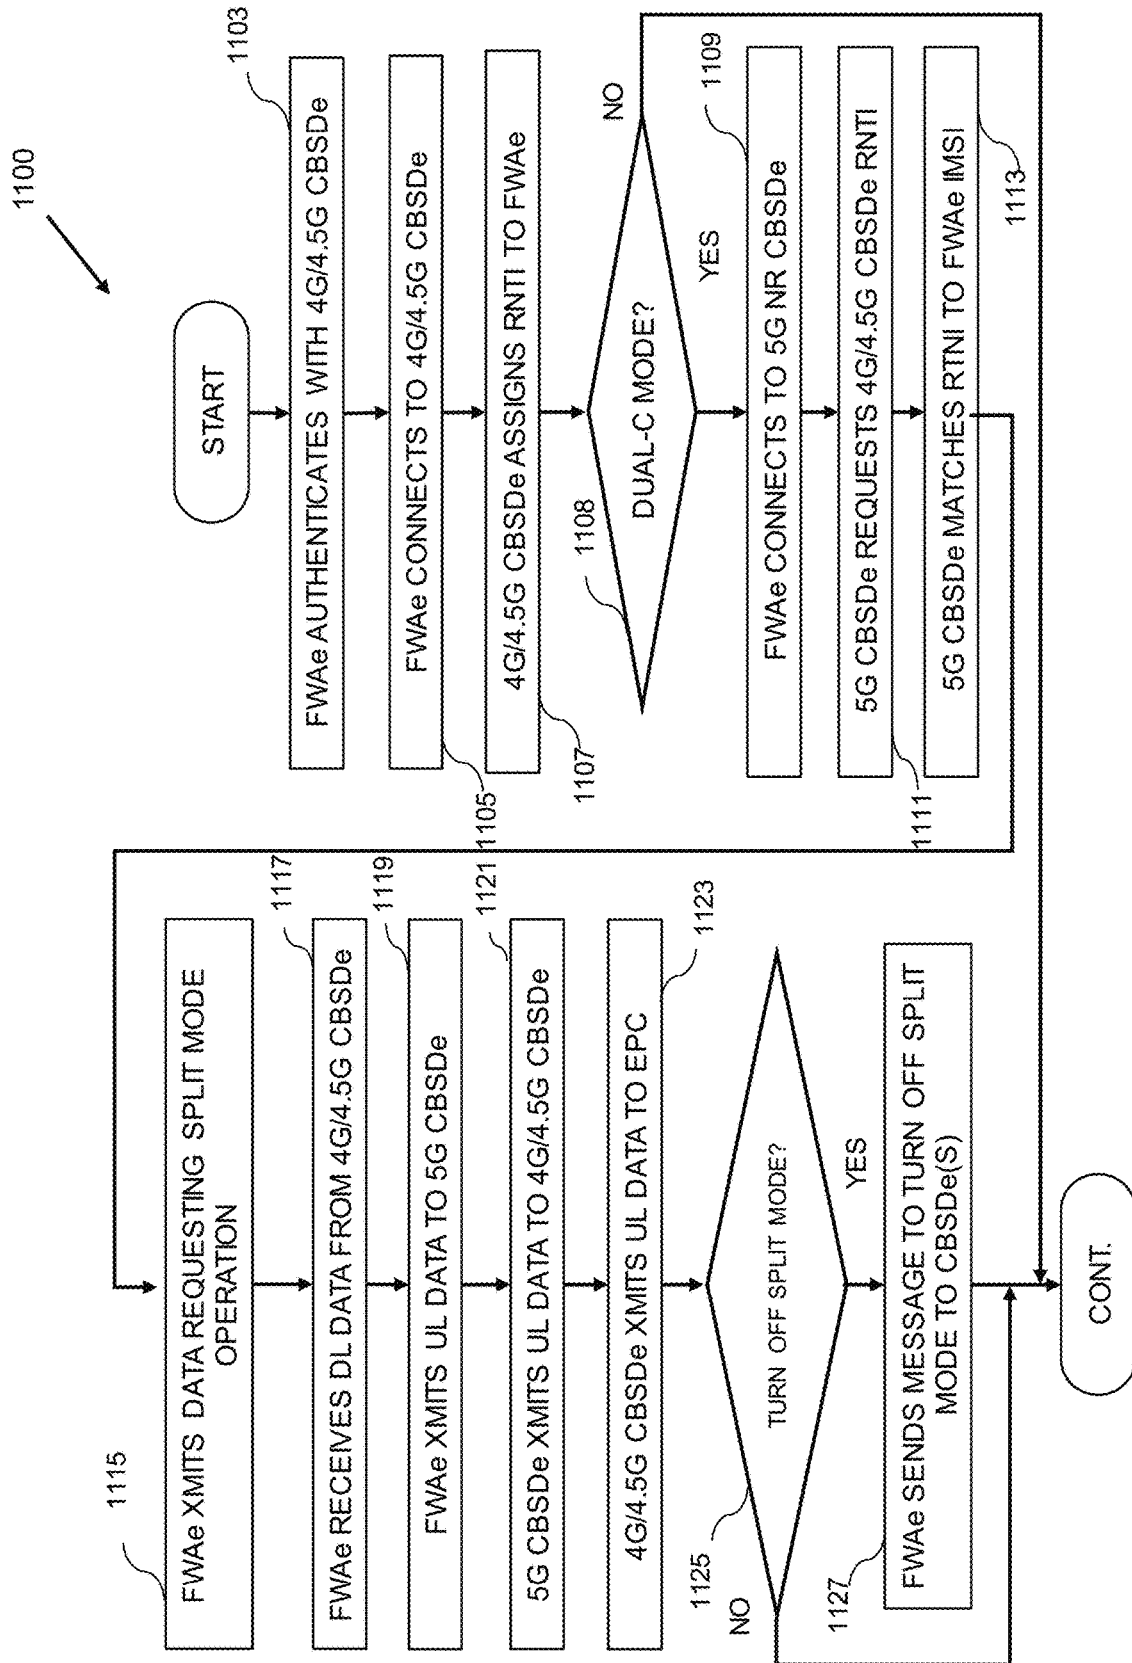 1100
START
1103
FWAe AUTHENTICATES WITH 4G/4.5G CBSDe
FWAe CONNECTS TO 4G/4.5G CBSDe
1105
4G/4.5G CBSDe ASSIGNS RNTI TO FWAe
1107
1108
DUAL-C MODE?
NO
YES
1109
FWAe CONNECTS TO 5G NR CBSDe
5G CBSDe REQUESTS 4G/4.5G CBSDe RNTI
1111
5G CBSDe MATCHES RTNI TO FWAe IMSI
1113
1115
FWAe XMITS DATA REQUESTING SPLIT MODE
OPERATION
1117
FWAe RECEIVES DL DATA FROM 4G/4.5G CBSDe
1119
FWAe XMITS UL DATA TO 5G CBSDe
1121
5G CBSDe XMITS UL DATA TO 4G/4.5G CBSDe
1123
4G/4.5G CBSDe XMITS UL DATA TO EPC
1125
TURN OFF SPLIT MODE?
NO
YES
1127
FWAe SENDS MESSAGE TO TURN OFF SPLIT
MODE TO CBSDe(S)
CONT.